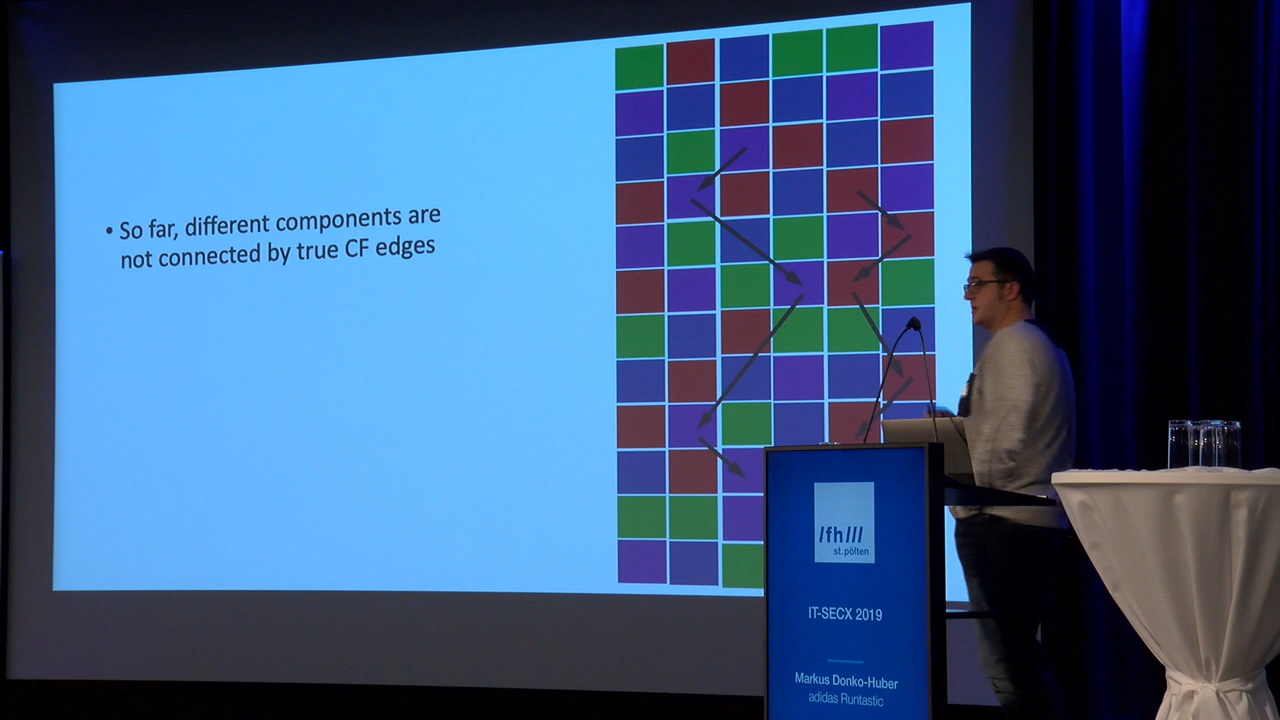 • So far, different components are
not connected by true CF edges
/fh///
st.pölten
IT-SECX 2019
Markus Donko-Huber
adidas Runtastic